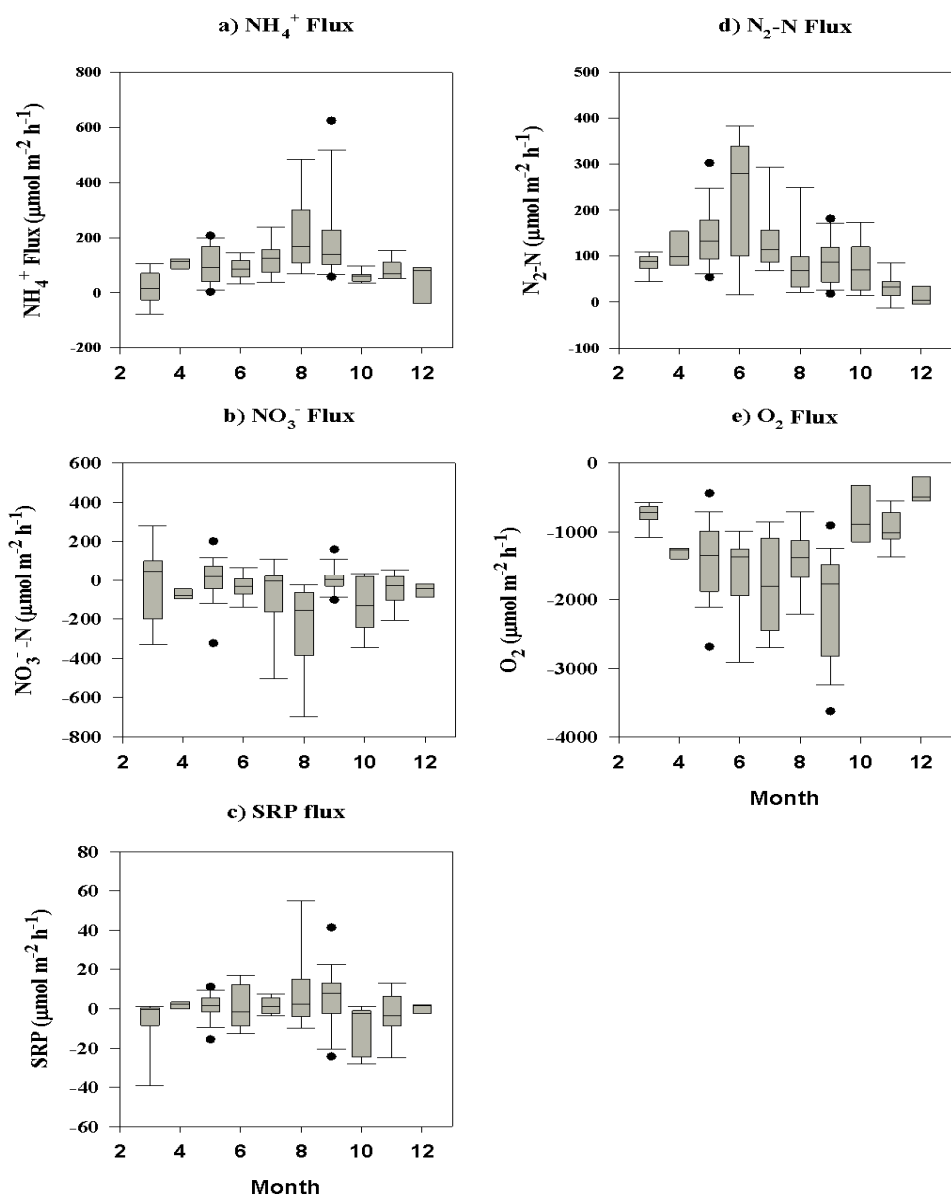 a) NH₄⁺ Flux
NH₄⁺ Flux (µmol m⁻² h⁻¹)
800
600
400
200
0
-200
2 4 6 8 10 12
b) NO₃⁻ Flux
NO₃⁻-N (µmol m⁻² h⁻¹)
600
400
200
0
-200
-400
-600
-800
2 4 6 8 10 12
c) SRP flux
SRP (µmol m⁻² h⁻¹)
80
60
40
20
0
-20
-40
-60
2 4 6 8 10 12
Month
d) N₂-N Flux
N₂-N (µmol m⁻² h⁻¹)
500
400
300
200
100
0
-100
2 4 6 8 10 12
e) O₂ Flux
O₂ (µmol m⁻² h⁻¹)
0
-1000
-2000
-3000
-4000
2 4 6 8 10 12
Month